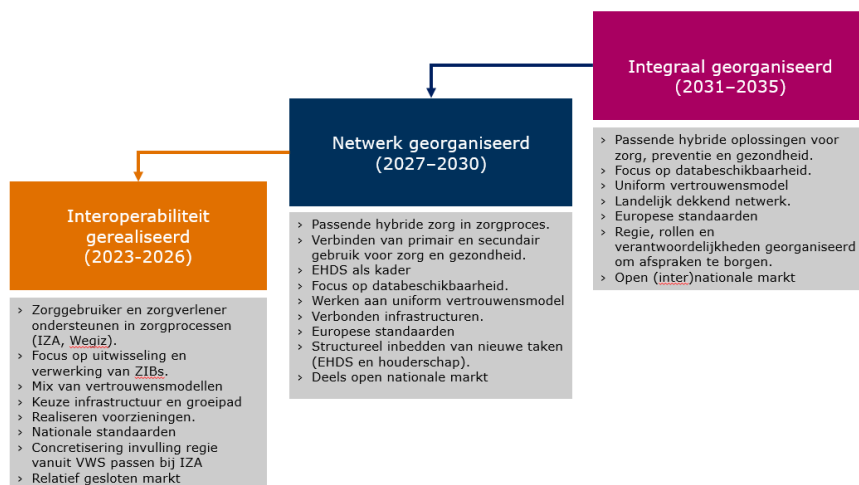 Integraal georganiseerd
(2031–2035)
› Passende hybride oplossingen voor
zorg, preventie en gezondheid.
› Focus op databeschikbaarheid.
› Uniform vertrouwensmodel
› Landelijk dekkend netwerk.
› Europese standaarden
› Regie, rollen en
verantwoordelijkheden georganiseerd
om afspraken te borgen.
› Open (inter)nationale markt
Netwerk georganiseerd
(2027–2030)
› Passende hybride zorg in zorgproces.
› Verbinden van primair en secundair
gebruik voor zorg en gezondheid.
› EHDS als kader
› Focus op databeschikbaarheid.
› Werken aan uniform vertrouwensmodel
› Verbonden infrastructuren.
› Europese standaarden
› Structureel inbedden van nieuwe taken
(EHDS en houderschap).
› Deels open nationale markt
Interoperabiliteit
gerealiseerd
(2023-2026)
› Zorggebruiker en zorgverlener
ondersteunen in zorgprocessen
(IZA, Wegiz).
› Focus op uitwisseling en
verwerking van ZIBs.
› Mix van vertrouwensmodellen
› Keuze infrastructuur en groeipad
› Realiseren voorzieningen.
› Nationale standaarden
› Concretisering invulling regie
vanuit VWS passen bij IZA
› Relatief gesloten markt